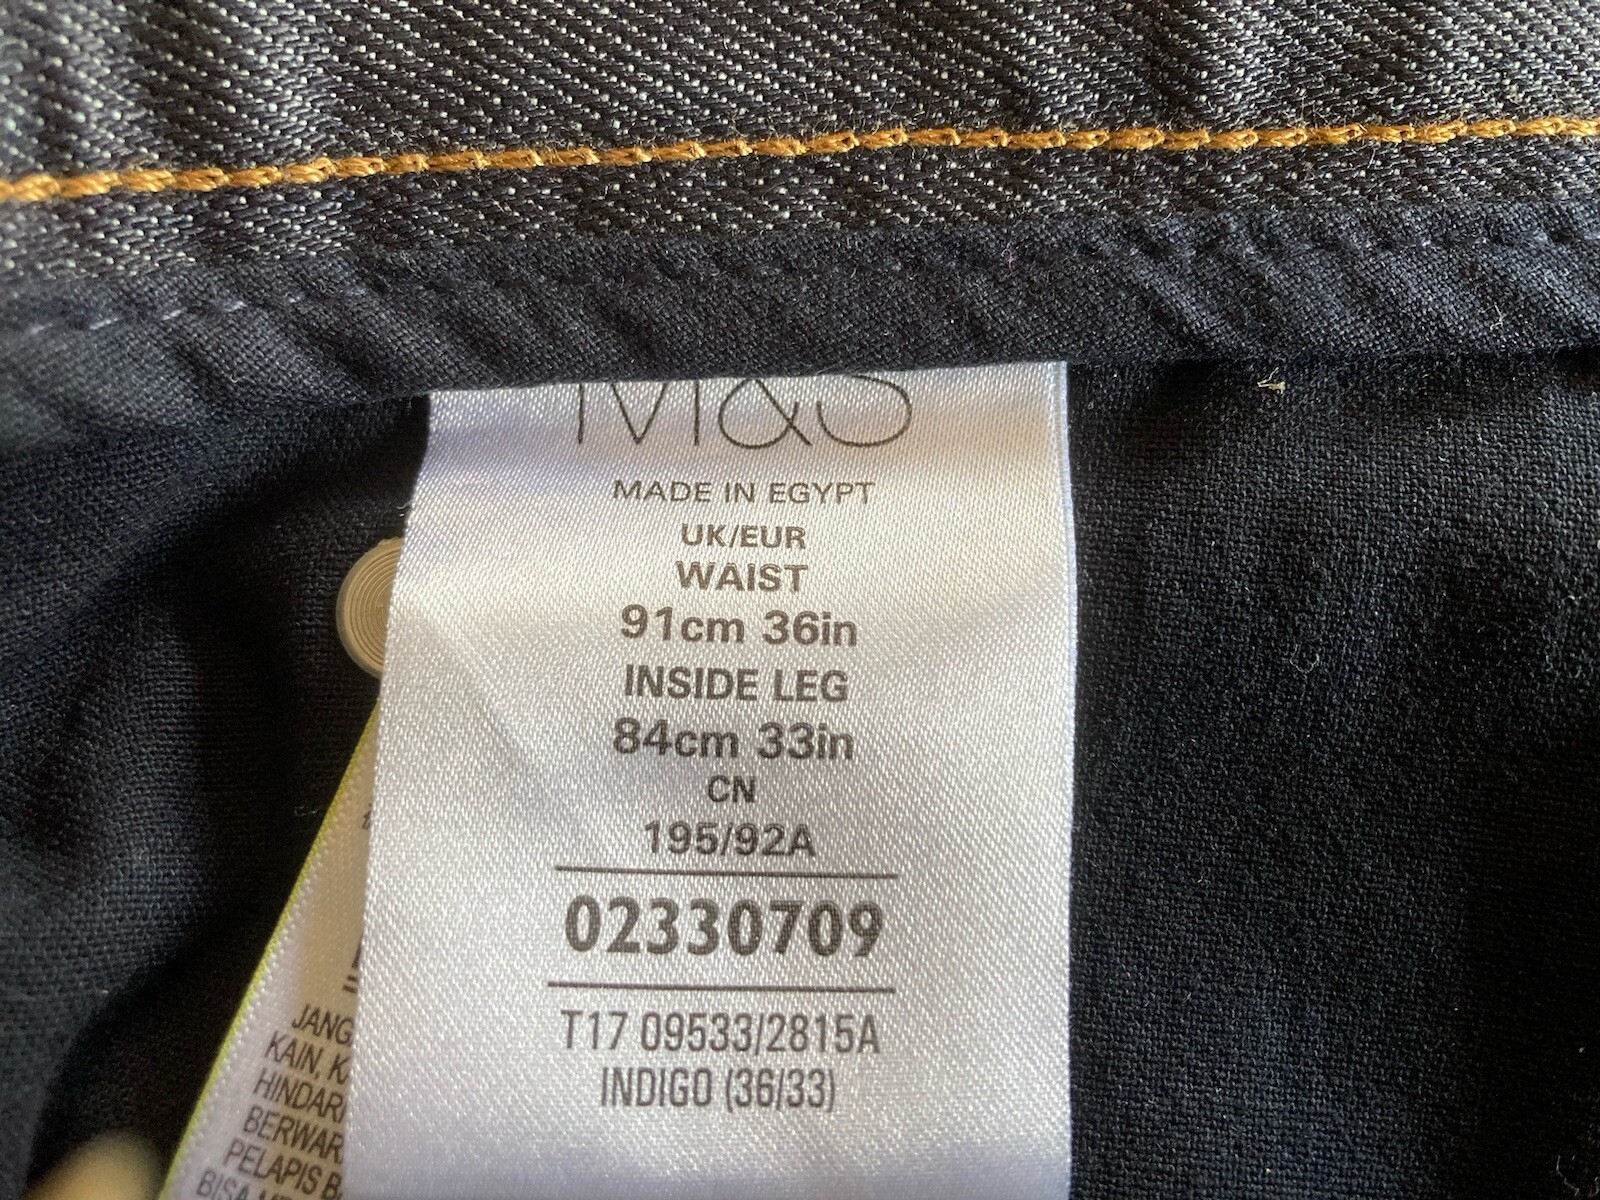 M&S
MADE IN EGYPT
UK/EUR
WAIST
91cm 36in
INSIDE LEG
84cm 33in
CN
195/92A
02330709
T17 09533/2815A
INDIGO (36/33)
JANG
KAIN, K
HINDARI
BERWAR
PELAPIS B
BISA